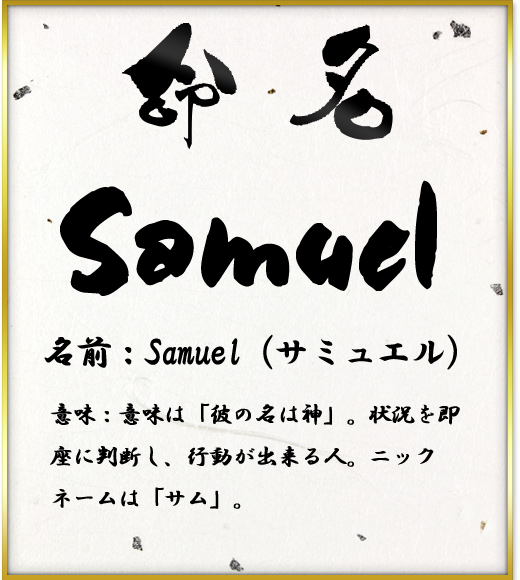 命名
Samuel
名前：Samuel（サミュエル）
意味：意味は「彼の名は神」。状況を即
座に判断し、行動が出来る人。ニック
ネームは「サム」。